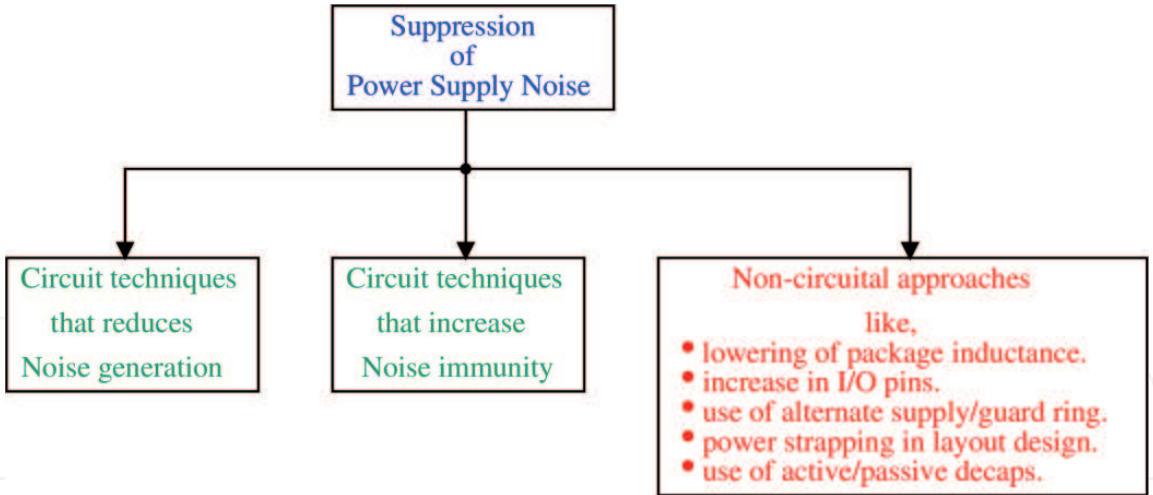 Suppression
of
Power Supply Noise
Circuit techniques
that reduces
Noise generation
Circuit techniques
that increase
Noise immunity
Non-circuital approaches
like,
• lowering of package inductance.
• increase in I/O pins.
• use of alternate supply/guard ring.
• power strapping in layout design.
• use of active/passive decaps.